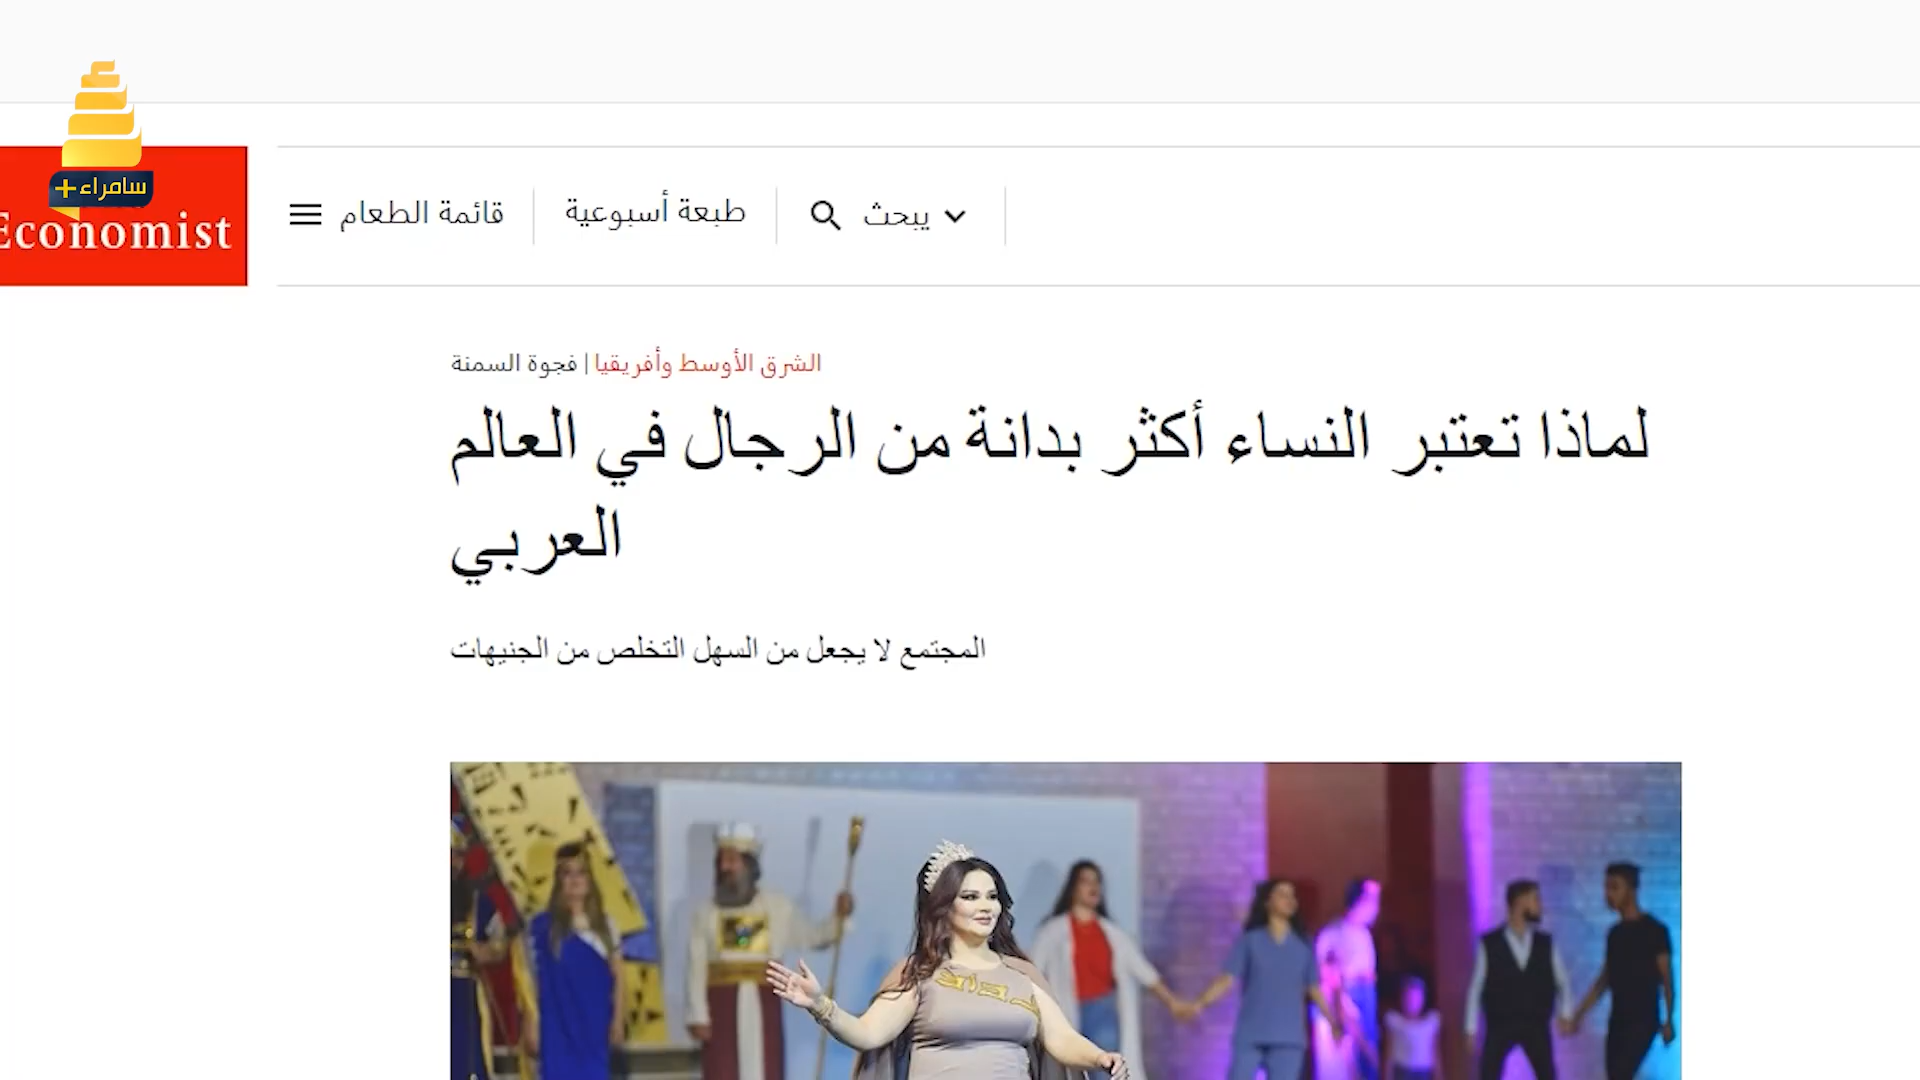 سامراء+
Economist
قائمة الطعام
طبعة أسبوعية
يبحث
الشرق الأوسط وأفريقيا | فجوة السمنة
لماذا تعتبر النساء أكثر بدانة من الرجال في العالم
العربي
المجتمع لا يجعل من السهل التخلص من الجنيهات
بغداد